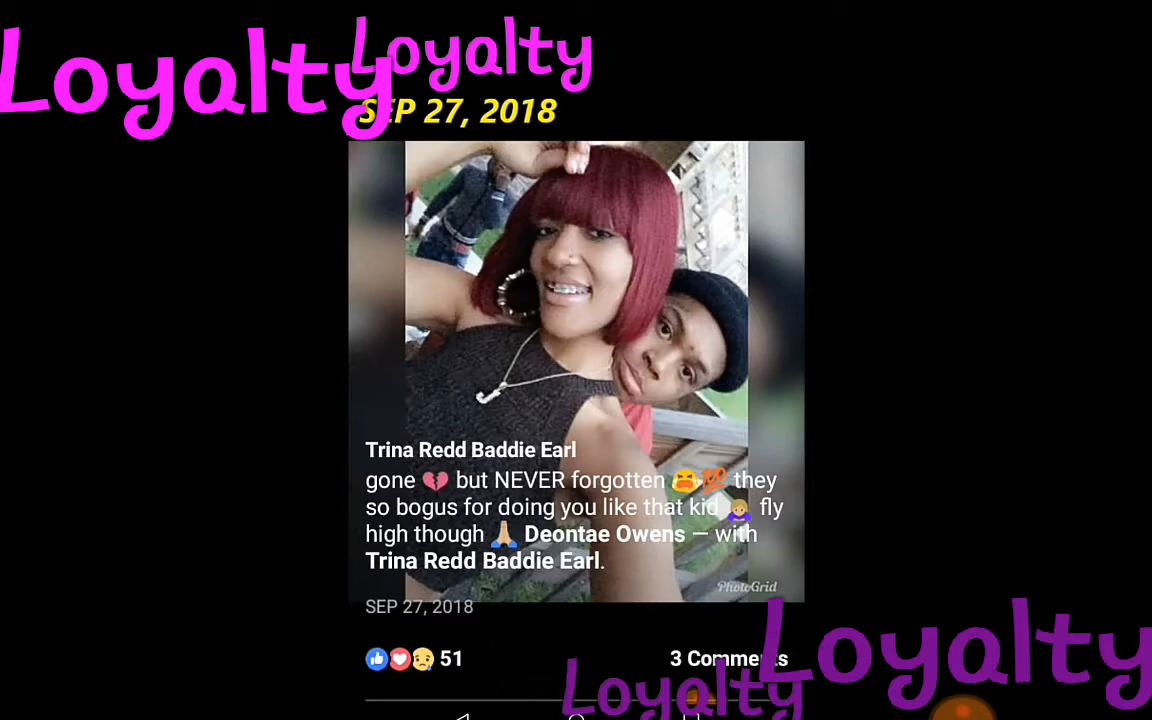 Loyalty
Loyalty
SEP 27, 2018
Trina Redd Baddie Earl
gone 💔 but NEVER forgotten 😫💯 they
so bogus for doing you like that kid 🙇🏼‍♀️ fly
high though 🙏🏼 Deontae Owens — with
Trina Redd Baddie Earl.
PhotoGrid
SEP 27, 2018
51
3 Comments
Loyalty
Loyalty